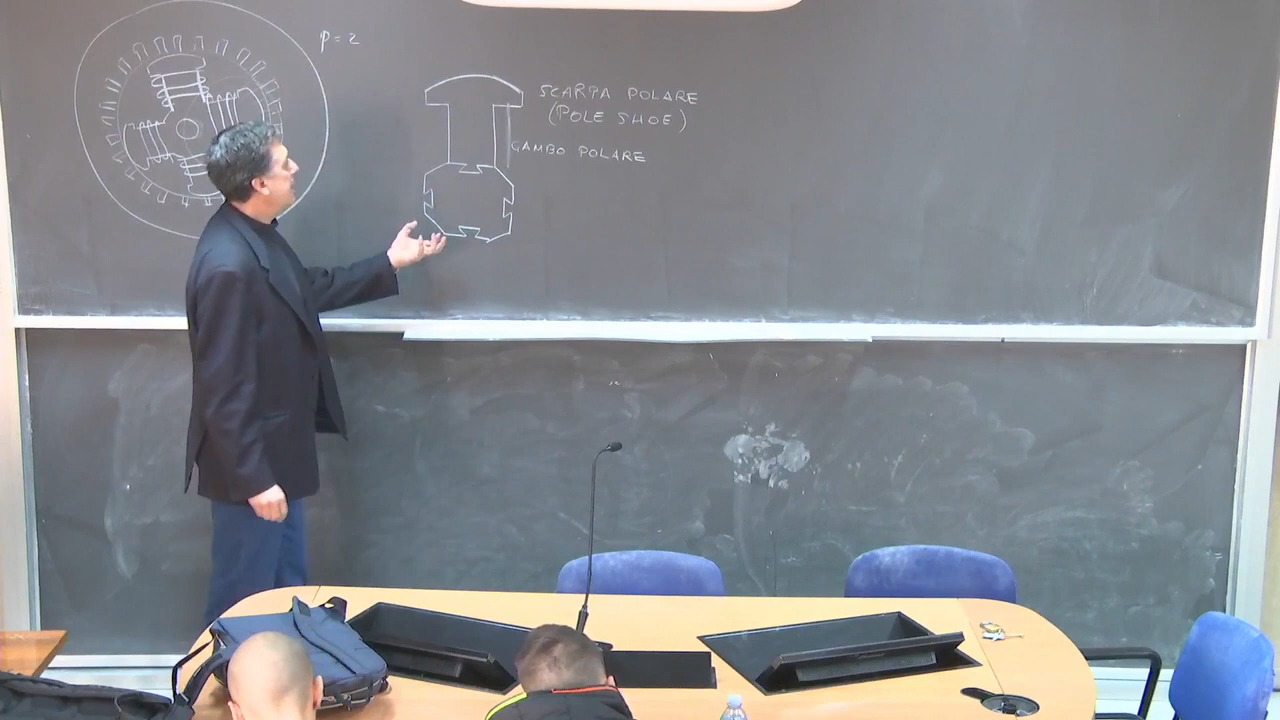 p = 2
SCARPA POLARE
(POLE SHOE)
GAMBO POLARE